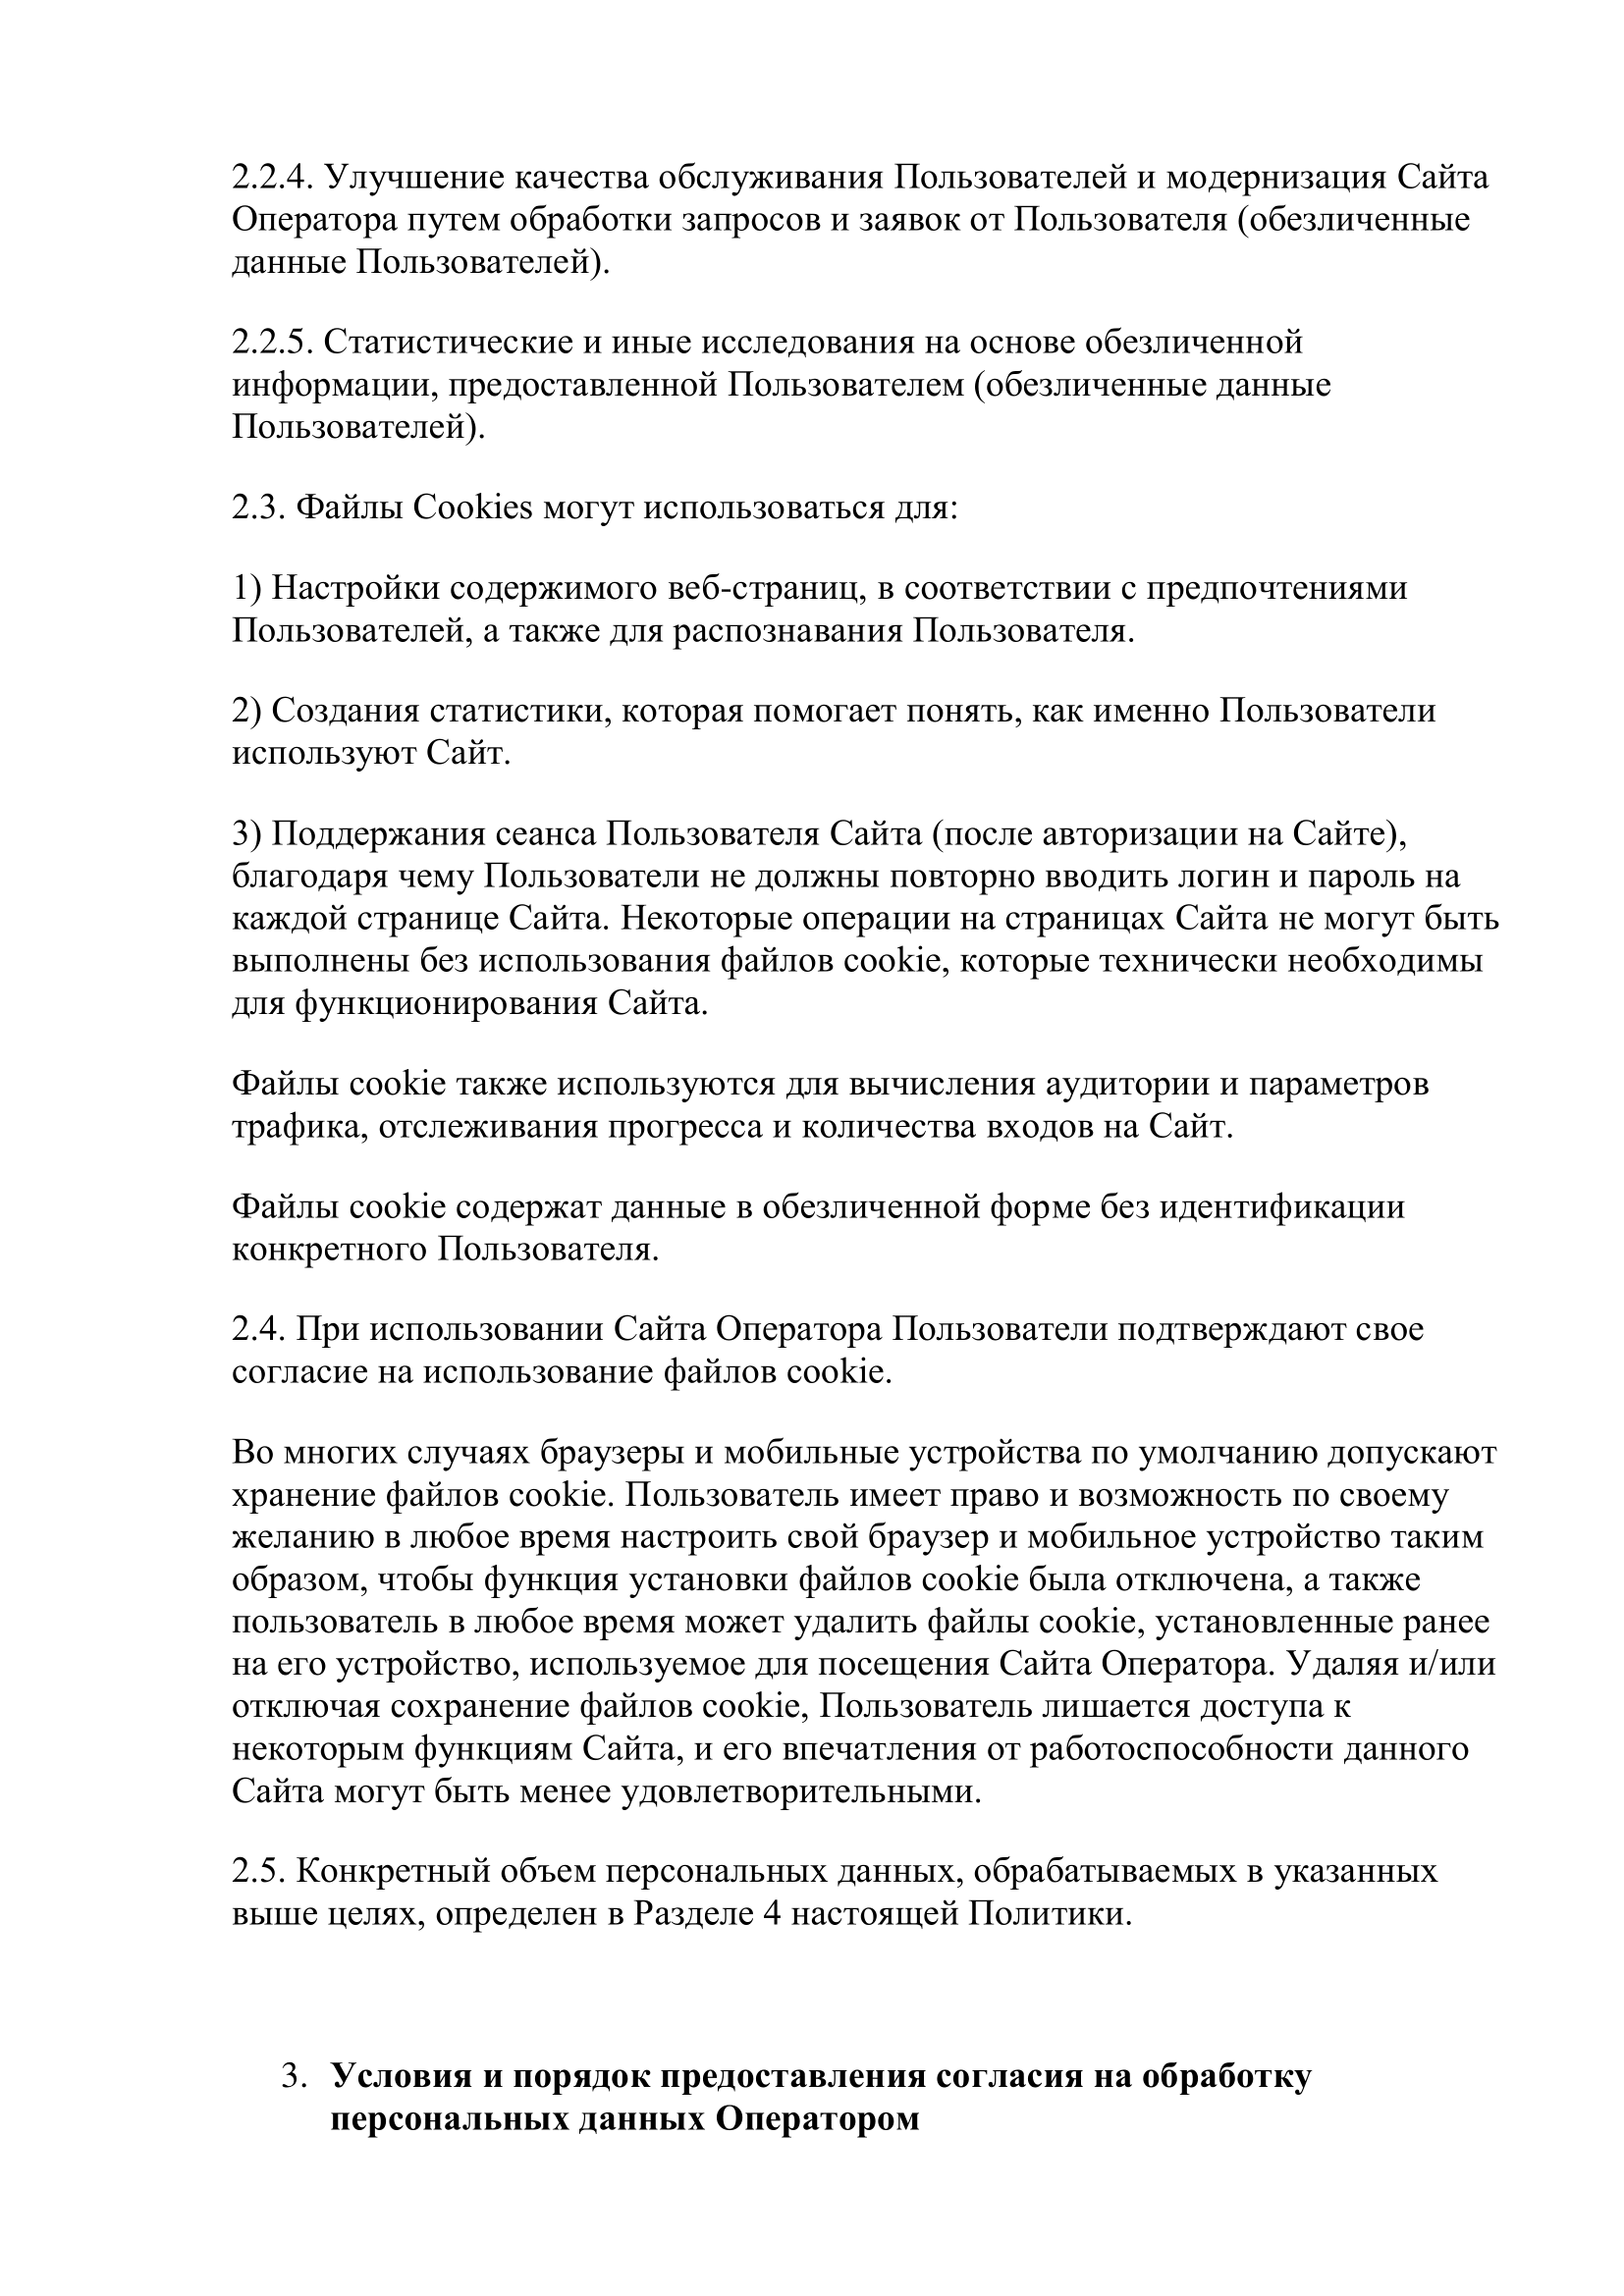 2.2.4. Улучшение качества обслуживания Пользователей и модернизация Сайта
Оператора путем обработки запросов и заявок от Пользователя (обезличенные
данные Пользователей).
2.2.5. Статистические и иные исследования на основе обезличенной
информации, предоставленной Пользователем (обезличенные данные
Пользователей).
2.3. Файлы Cookies могут использоваться для:
1) Настройки содержимого веб-страниц, в соответствии с предпочтениями
Пользователей, а также для распознавания Пользователя.
2) Создания статистики, которая помогает понять, как именно Пользователи
используют Сайт.
3) Поддержания сеанса Пользователя Сайта (после авторизации на Сайте),
благодаря чему Пользователи не должны повторно вводить логин и пароль на
каждой странице Сайта. Некоторые операции на страницах Сайта не могут быть
выполнены без использования файлов cookie, которые технически необходимы
для функционирования Сайта.
Файлы cookie также используются для вычисления аудитории и параметров
трафика, отслеживания прогресса и количества входов на Сайт.
Файлы cookie содержат данные в обезличенной форме без идентификации
конкретного Пользователя.
2.4. При использовании Сайта Оператора Пользователи подтверждают свое
согласие на использование файлов cookie.
Во многих случаях браузеры и мобильные устройства по умолчанию допускают
хранение файлов cookie. Пользователь имеет право и возможность по своему
желанию в любое время настроить свой браузер и мобильное устройство таким
образом, чтобы функция установки файлов cookie была отключена, а также
пользователь в любое время может удалить файлы cookie, установленные ранее
на его устройство, используемое для посещения Сайта Оператора. Удаляя и/или
отключая сохранение файлов cookie, Пользователь лишается доступа к
некоторым функциям Сайта, и его впечатления от работоспособности данного
Сайта могут быть менее удовлетворительными.
2.5. Конкретный объем персональных данных, обрабатываемых в указанных
выше целях, определен в Разделе 4 настоящей Политики.
3. Условия и порядок предоставления согласия на обработку
персональных данных Оператором